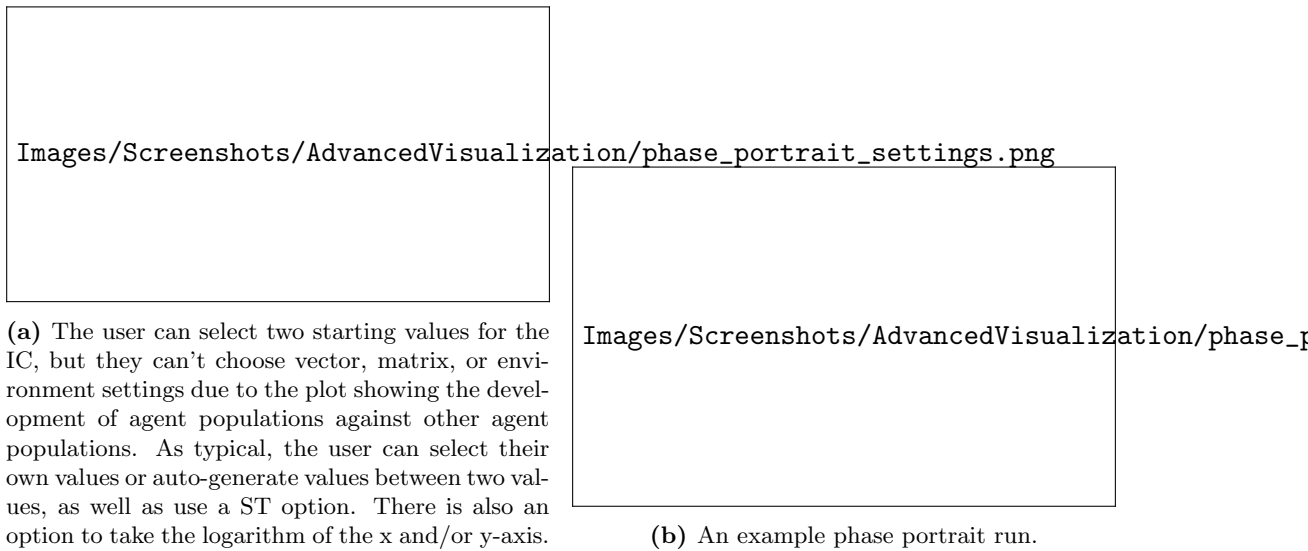 Images/Screenshots/AdvancedVisualization/phase_portrait_settings.png
(a) The user can select two starting values for the
IC, but they can't choose vector, matrix, or envi-
ronment settings due to the plot showing the devel-
opment of agent populations against other agent
populations. As typical, the user can select their
own values or auto-generate values between two val-
ues, as well as use a ST option. There is also an
option to take the logarithm of the x and/or y-axis.
Images/Screenshots/AdvancedVisualization/phase_p
(b) An example phase portrait run.